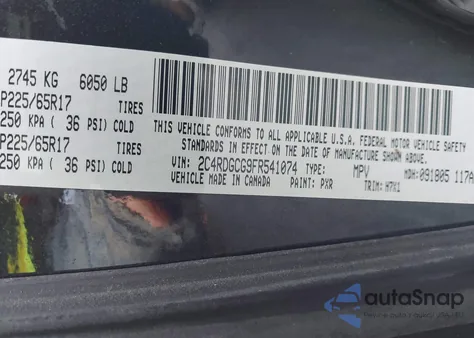 2745 KG 6050 LB
P225/65R17 TIRES
250 KPA ( 36 PSI) COLD
P225/65R17 TIRES
250 KPA ( 36 PSI) COLD
THIS VEHICLE CONFORMS TO ALL APPLICABLE U.S.A. FEDERAL MOTOR VEHICLE SAFETY
STANDARDS IN EFFECT ON THE DATE OF MANUFACTURE SHOWN ABOVE.
VIN: 2C4RDGCG9FR541074 TYPE: MPV MDH: 091805 117A
VEHICLE MADE IN CANADA PAINT: PXR TRIM: H7X1
autoSnap